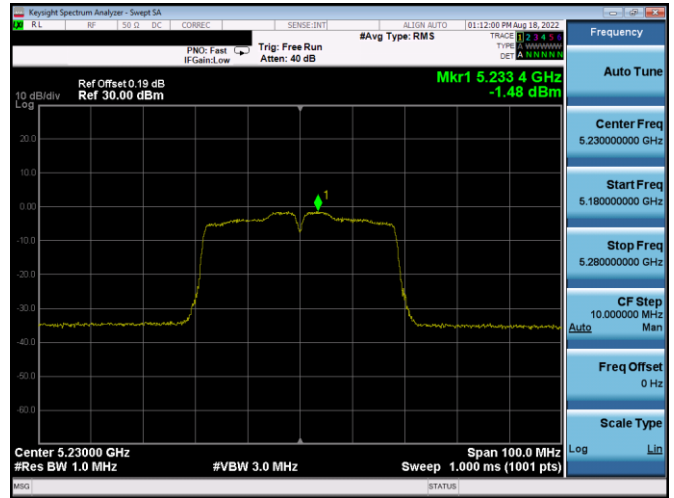 Keysight Spectrum Analyzer - Swept SA
RL RF 50 Ω DC CORREC SENSE:INT ALIGN AUTO 01:12:00 PM Aug 18, 2022
#Avg Type: RMS TRACE 1 2 3 4 5 6
TYPE A WWWWW
DET A N N N N N
PNO: Fast Trig: Free Run
IFGain:Low Atten: 40 dB
Frequency
Mkr1 5.233 4 GHz
-1.48 dBm
Ref Offset 0.19 dB
10 dB/div Ref 30.00 dBm
Log
20.0
10.0
0.00
-10.0
-20.0
-30.0
-40.0
-50.0
-60.0
1
Center 5.23000 GHz Span 100.0 MHz
#Res BW 1.0 MHz #VBW 3.0 MHz Sweep 1.000 ms (1001 pts)
Auto Tune
Center Freq
5.230000000 GHz
Start Freq
5.180000000 GHz
Stop Freq
5.280000000 GHz
CF Step
10.000000 MHz
Auto Man
Freq Offset
0 Hz
Scale Type
Log Lin
MSG STATUS